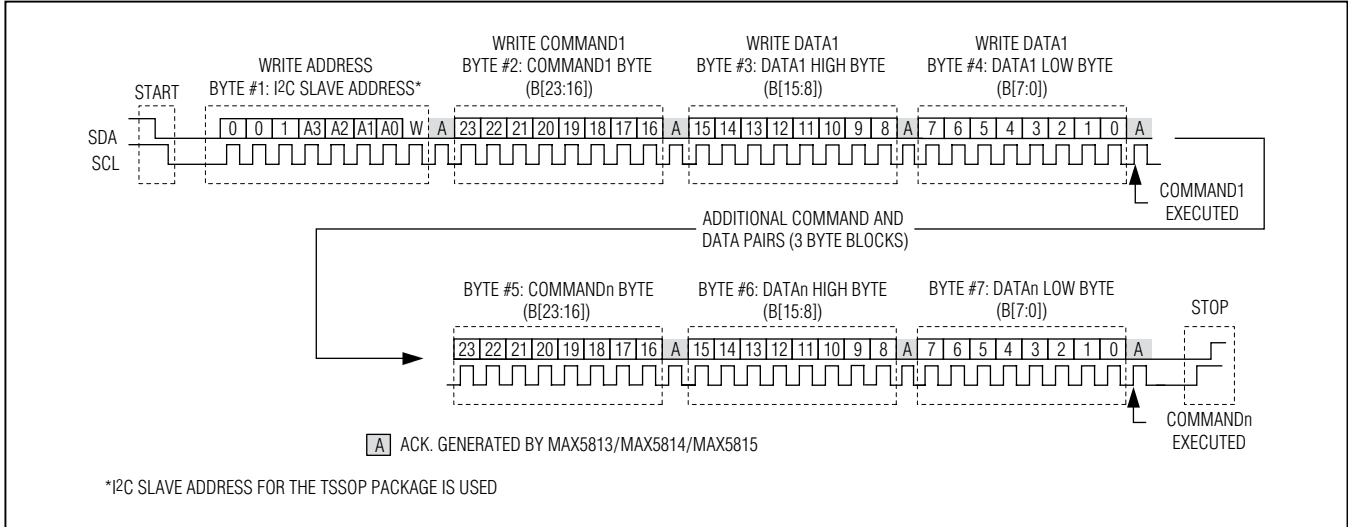 WRITE ADDRESS
BYTE #1: I2C SLAVE ADDRESS*
WRITE COMMAND1
BYTE #2: COMMAND1 BYTE
(B[23:16])
WRITE DATA1
BYTE #3: DATA1 HIGH BYTE
(B[15:8])
WRITE DATA1
BYTE #4: DATA1 LOW BYTE
(B[7:0])
START
SDA
0 0 1 A3 A2 A1 A0 W A 23 22 21 20 19 18 17 16 A 15 14 13 12 11 10 9 8 A 7 6 5 4 3 2 1 0 A
SCL
COMMAND1
EXECUTED
ADDITIONAL COMMAND AND
DATA PAIRS (3 BYTE BLOCKS)
BYTE #5: COMMANDn BYTE
(B[23:16])
BYTE #6: DATAn HIGH BYTE
(B[15:8])
BYTE #7: DATAn LOW BYTE
(B[7:0])
STOP
23 22 21 20 19 18 17 16 A 15 14 13 12 11 10 9 8 A 7 6 5 4 3 2 1 0 A
COMMANDn
EXECUTED
A ACK. GENERATED BY MAX5813/MAX5814/MAX5815
*I2C SLAVE ADDRESS FOR THE TSSOP PACKAGE IS USED